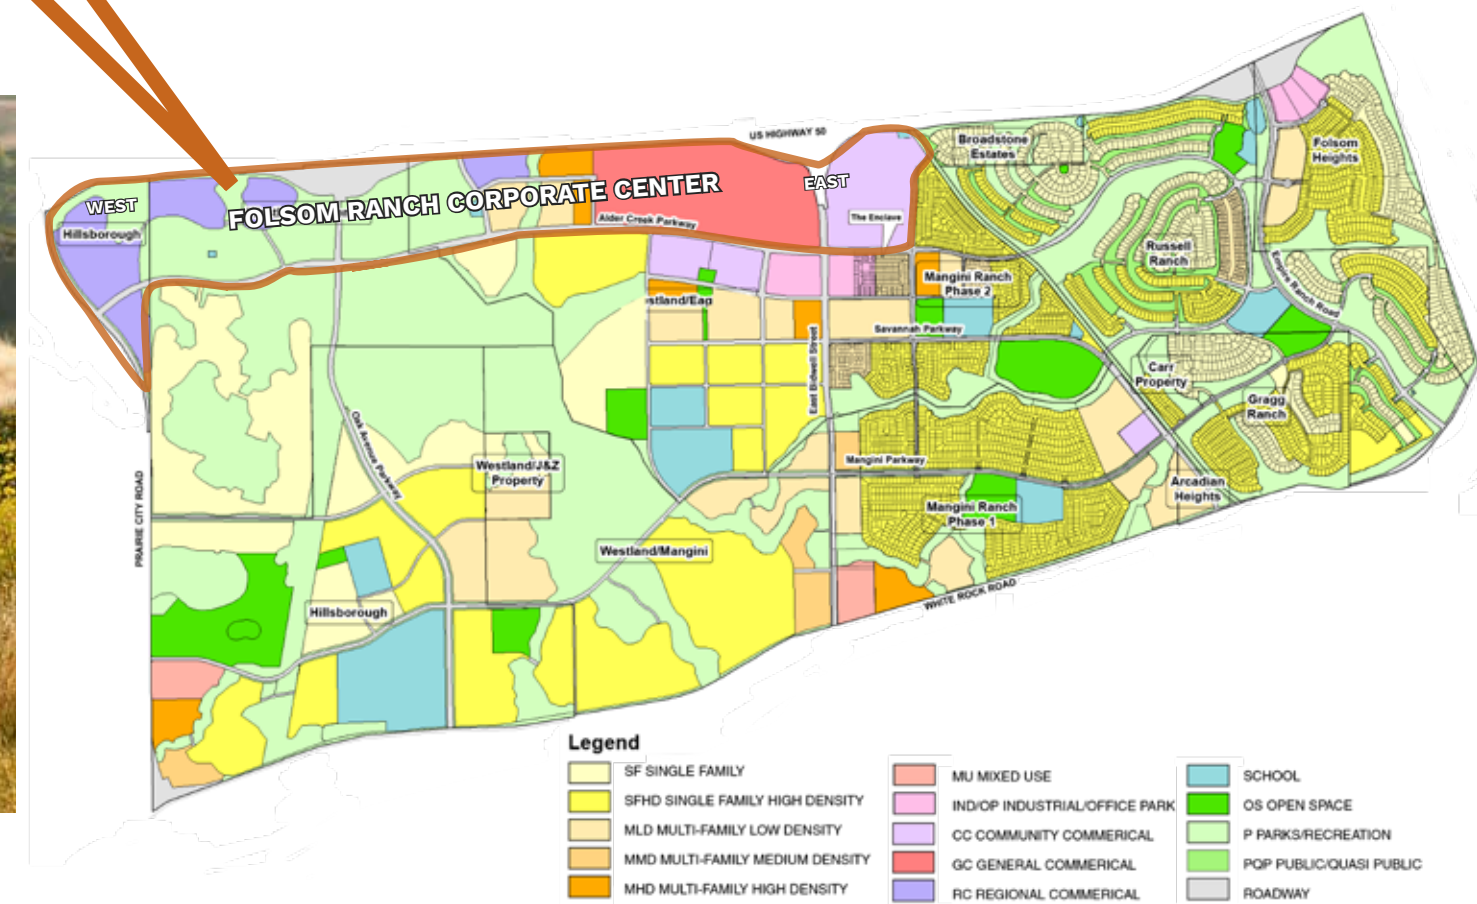 US HIGHWAY 50
Broadstone
Estates
Folsom
Heights
WEST
FOLSOM RANCH CORPORATE CENTER
EAST
Hillsborough
Alder Creek Parkway
The Enclave
Russell
Ranch
Empire Ranch Road
Mangini Ranch
Phase 2
stland/Eag
Savannah Parkway
East Bidwell Street
Carr
Property
Gragg
Ranch
Oak Avenue Parkway
Westland/J&Z
Property
Mangini Parkway
Arcadian
Heights
PRAIRIE CITY ROAD
Mangini Ranch
Phase 1
Westland/Mangini
WHITE ROCK ROAD
Hillsborough
Legend
SF SINGLE FAMILY
SFHD SINGLE FAMILY HIGH DENSITY
MLD MULTI-FAMILY LOW DENSITY
MMD MULTI-FAMILY MEDIUM DENSITY
MHD MULTI-FAMILY HIGH DENSITY
MU MIXED USE
IND/OP INDUSTRIAL/OFFICE PARK
CC COMMUNITY COMMERICAL
GC GENERAL COMMERICAL
RC REGIONAL COMMERICAL
SCHOOL
OS OPEN SPACE
P PARKS/RECREATION
PQP PUBLIC/QUASI PUBLIC
ROADWAY